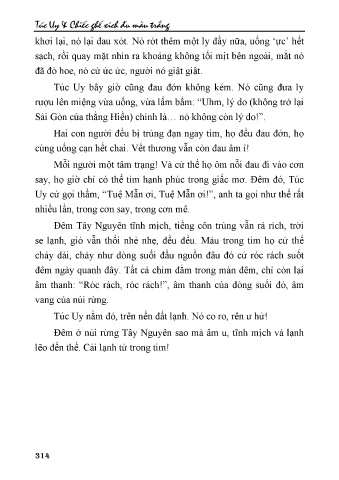 Túc Uy & Chiếc ghế xích đu màu trắng
khơi lại, nó lại đau xót. Nó rót thêm một ly đầy nữa, uống ‘ực’ hết
sạch, rồi quay mặt nhìn ra khoảng không tối mịt bên ngoài, mắt nó
đã đỏ hoe, nó cứ ức ức, người nó giật giật.
Túc Uy bây giờ cũng đau đớn không kém. Nó cũng đưa ly
rượu lên miệng vừa uống, vừa lẩm bẩm: “Uhm, lý do (không trở lại
Sài Gòn của thằng Hiển) chính là… nó không còn lý do!”.
Hai con người đều bị trúng đạn ngay tim, họ đều đau đớn, họ
cùng uống cạn hết chai. Vết thương vẫn còn đau âm ỉ!
Mỗi người một tâm trạng! Và cứ thế họ ôm nỗi đau đi vào cơn
say, họ giờ chỉ có thể tìm hạnh phúc trong giấc mơ. Đêm đó, Túc
Uy cứ gọi thầm, “Tuệ Mẫn ơi, Tuệ Mẫn ơi!”, anh ta gọi như thế rất
nhiều lần, trong cơn say, trong cơn mê.
Đêm Tây Nguyên tĩnh mịch, tiếng côn trùng vẫn rả rích, trời
se lạnh, gió vẫn thổi nhè nhẹ, đều đều. Máu trong tim họ cứ thế
chảy dài, chảy như dòng suối đầu nguồn đâu đó cứ róc rách suốt
đêm ngày quanh đây. Tất cả chìm đắm trong màn đêm, chỉ còn lại
âm thanh: “Róc rách, róc rách!”, âm thanh của dòng suối đó, âm
vang của núi rừng.
Túc Uy nằm đó, trên nền đất lạnh. Nó co ro, rên ư hử!
Đêm ở núi rừng Tây Nguyên sao mà âm u, tĩnh mịch và lạnh
lẽo đến thế. Cái lạnh từ trong tim!
314